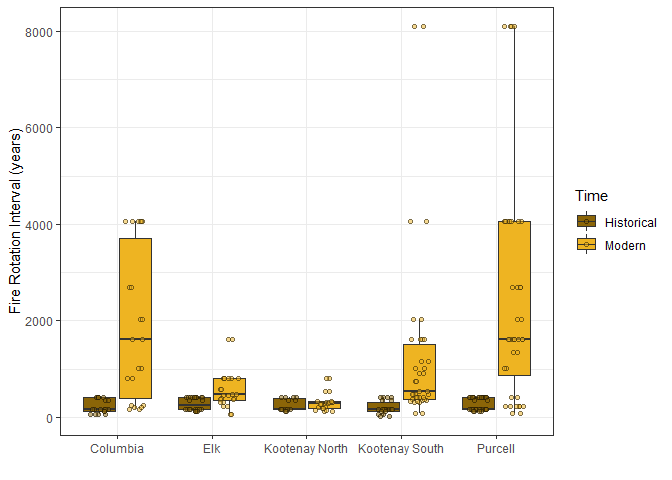 Fire Rotation Interval (years)
8000
6000
4000
2000
0
Columbia
Elk
Kootenay North
Kootenay South
Purcell
Time
Historical
Modern